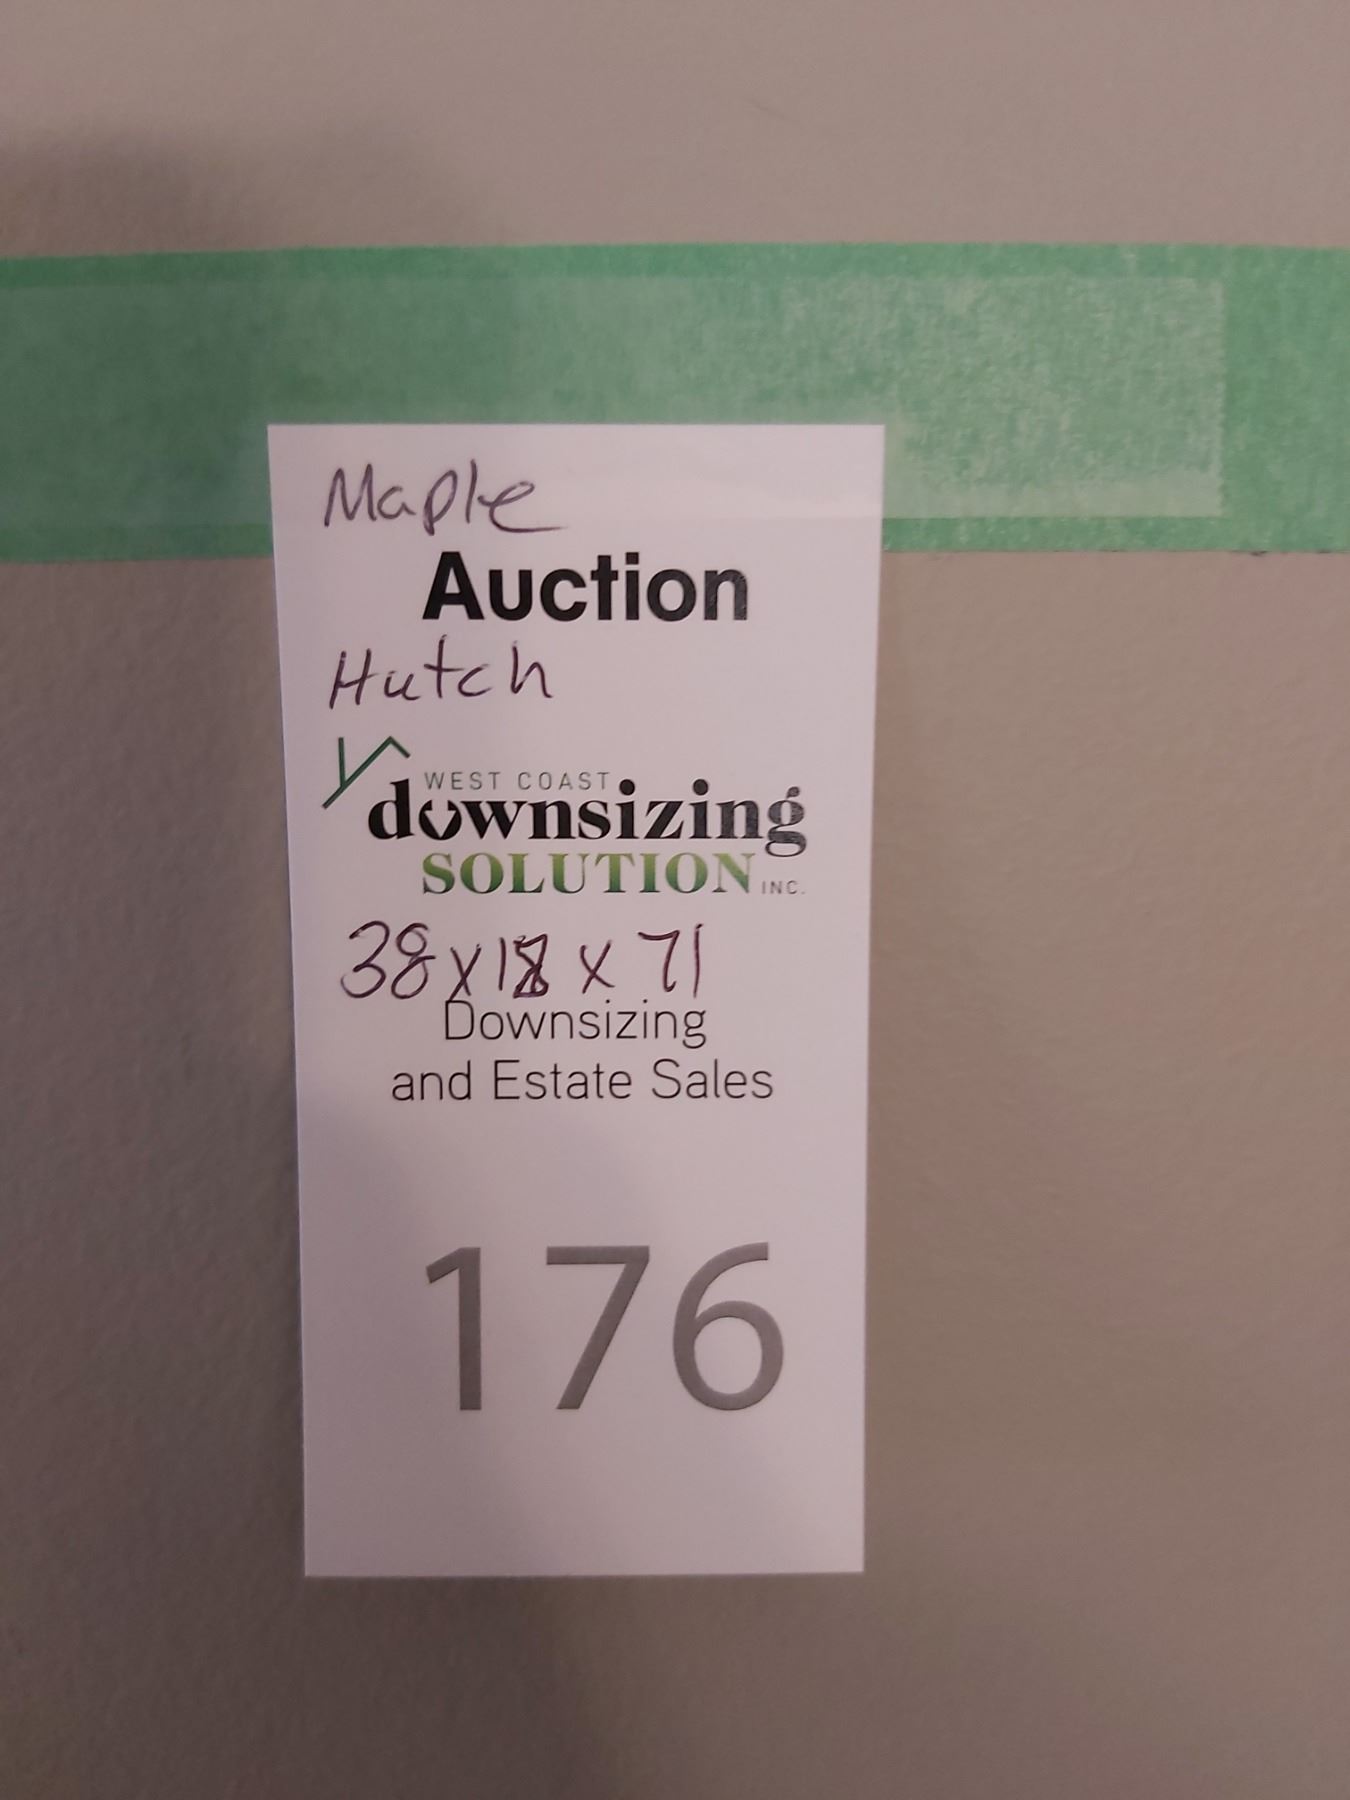 Maple
Auction
Hutch
WEST COAST
downsizing
SOLUTION INC.
38 x 18 x 71
Downsizing
and Estate Sales
176